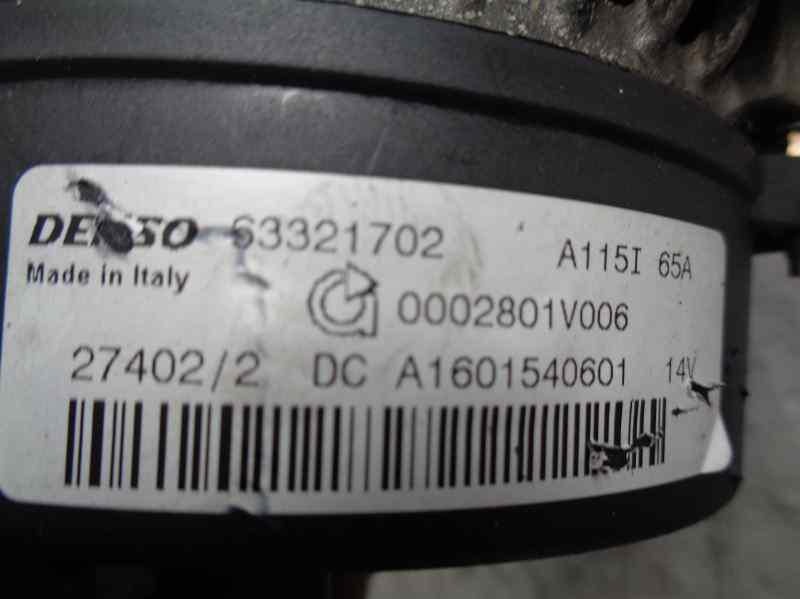 DENSO 63321702 A115I 65A
Made in Italy 0002801V006
27402/2 DC A1601540601 14V